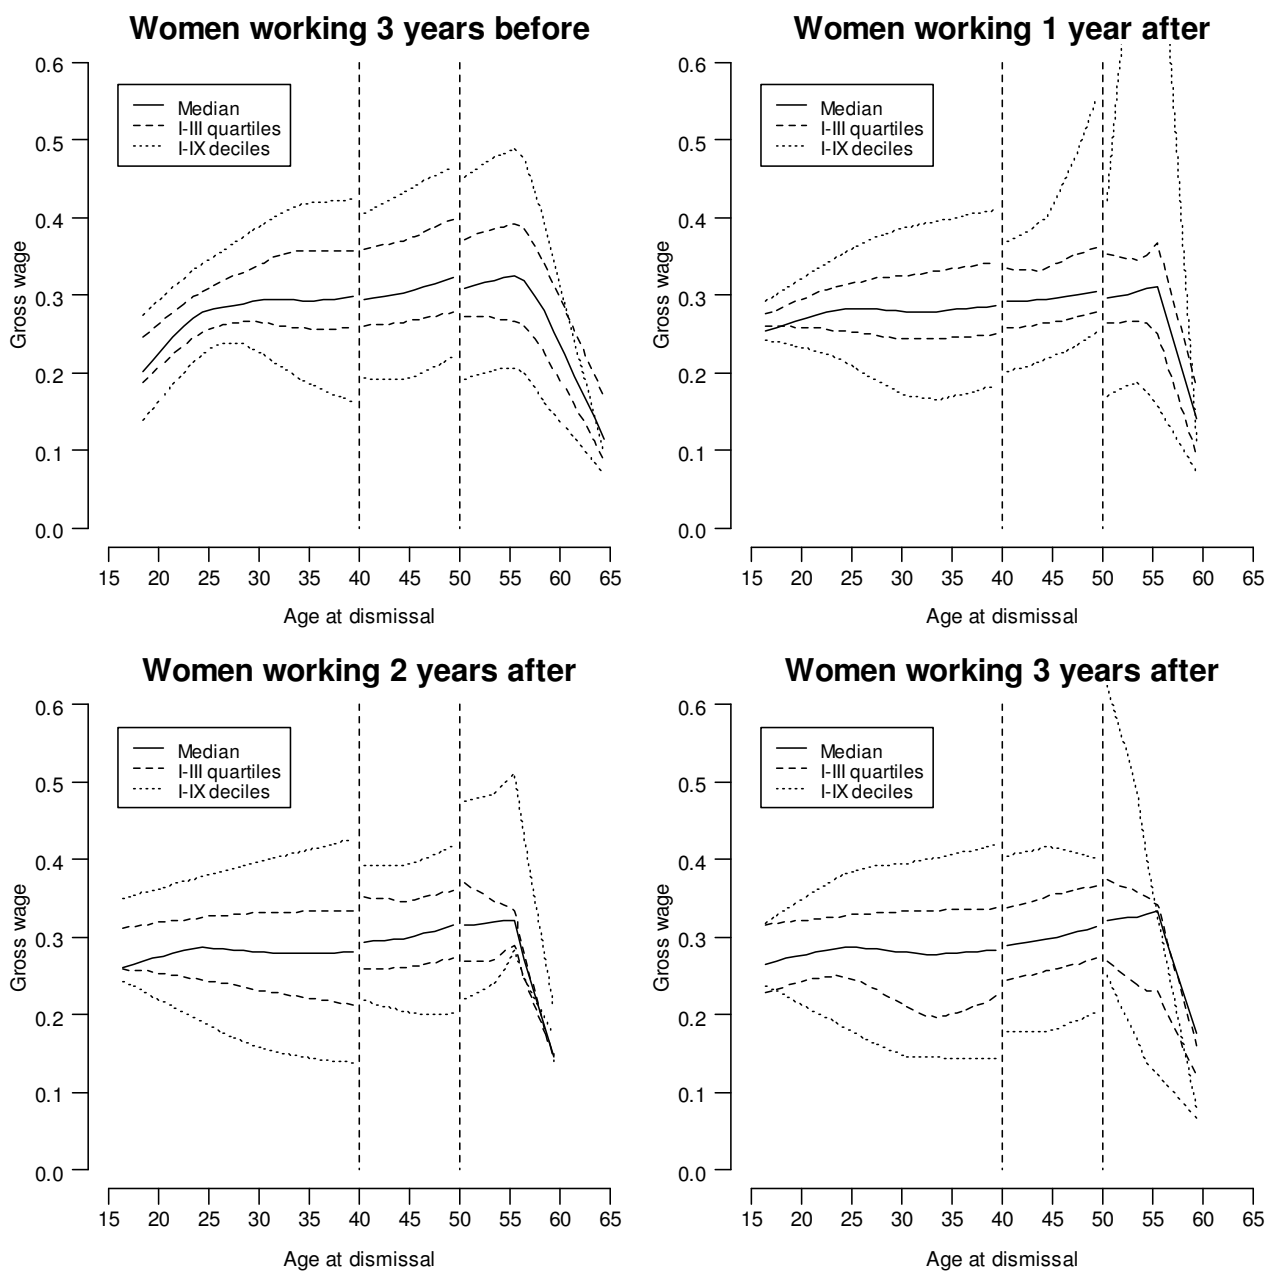 Women working 3 years before
Gross wage
0.6
0.5
0.4
0.3
0.2
0.1
0.0
Median
I-III quartiles
I-IX deciles
15 20 25 30 35 40 45 50 55 60 65
Age at dismissal
Women working 1 year after
Gross wage
0.6
0.5
0.4
0.3
0.2
0.1
0.0
Median
I-III quartiles
I-IX deciles
15 20 25 30 35 40 45 50 55 60 65
Age at dismissal
Women working 2 years after
Gross wage
0.6
0.5
0.4
0.3
0.2
0.1
0.0
Median
I-III quartiles
I-IX deciles
15 20 25 30 35 40 45 50 55 60 65
Age at dismissal
Women working 3 years after
Gross wage
0.6
0.5
0.4
0.3
0.2
0.1
0.0
Median
I-III quartiles
I-IX deciles
15 20 25 30 35 40 45 50 55 60 65
Age at dismissal